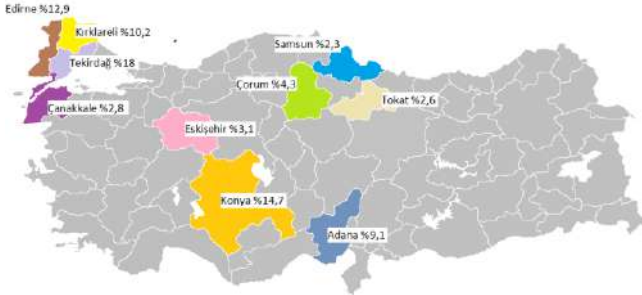 Edirne %12,9
Kırklareli %10,2
Tekirdağ %18
Çanakkale %2,8
Samsun %2,3
Çorum %4,3
Tokat %2,6
Eskişehir %3,1
Konya %14,7
Adana %9,1